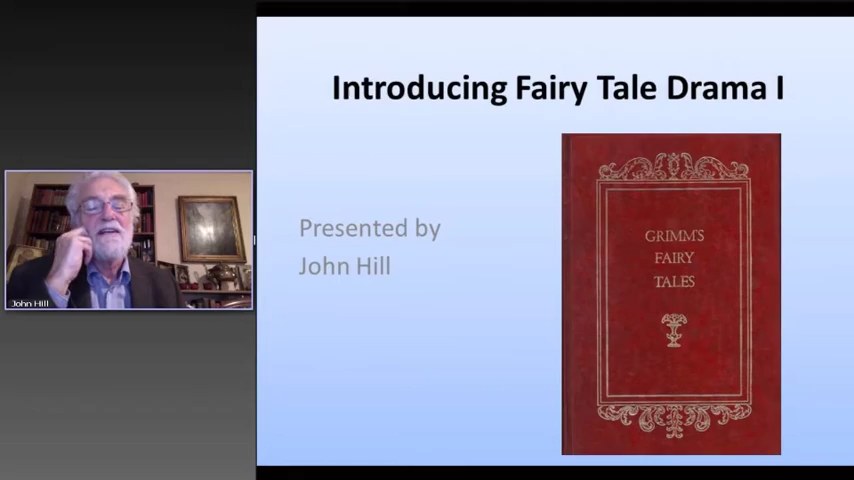 Introducing Fairy Tale Drama I
Presented by
John Hill
GRIMM'S
FAIRY
TALES
John Hill